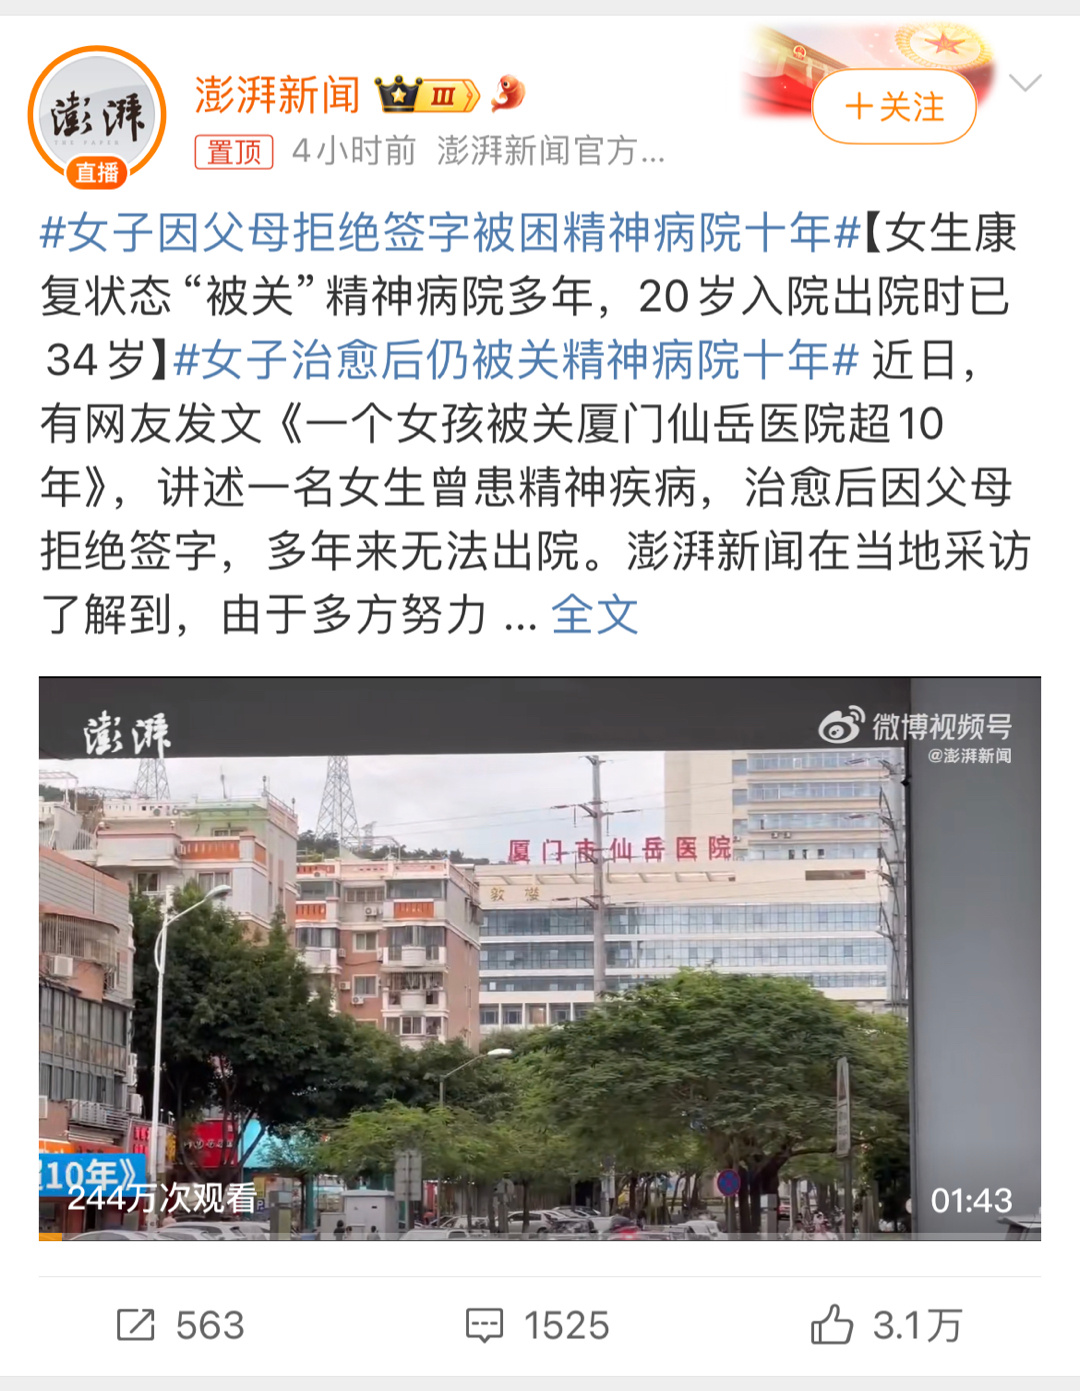 澎湃
THE PAPER
直播
澎湃新闻 III
置顶 4小时前 澎湃新闻官方...
+关注
#女子因父母拒绝签字被困精神病院十年#【女生康
复状态“被关”精神病院多年，20岁入院出院时已
34岁】#女子治愈后仍被关精神病院十年# 近日，
有网友发文《一个女孩被关厦门仙岳医院超10
年》，讲述一名女生曾患精神疾病，治愈后因父母
拒绝签字，多年来无法出院。澎湃新闻在当地采访
了解到，由于多方努力 ... 全文
澎湃
微博视频号
@澎湃新闻
厦门市仙岳医院
10年》
244万次观看
01:43
563
1525
3.1万